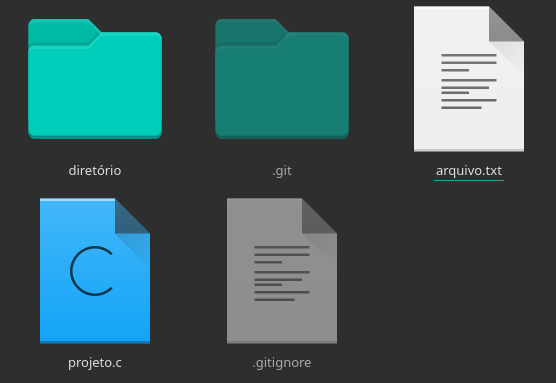 diretório
.git
arquivo.txt
C
projeto.c
.gitignore